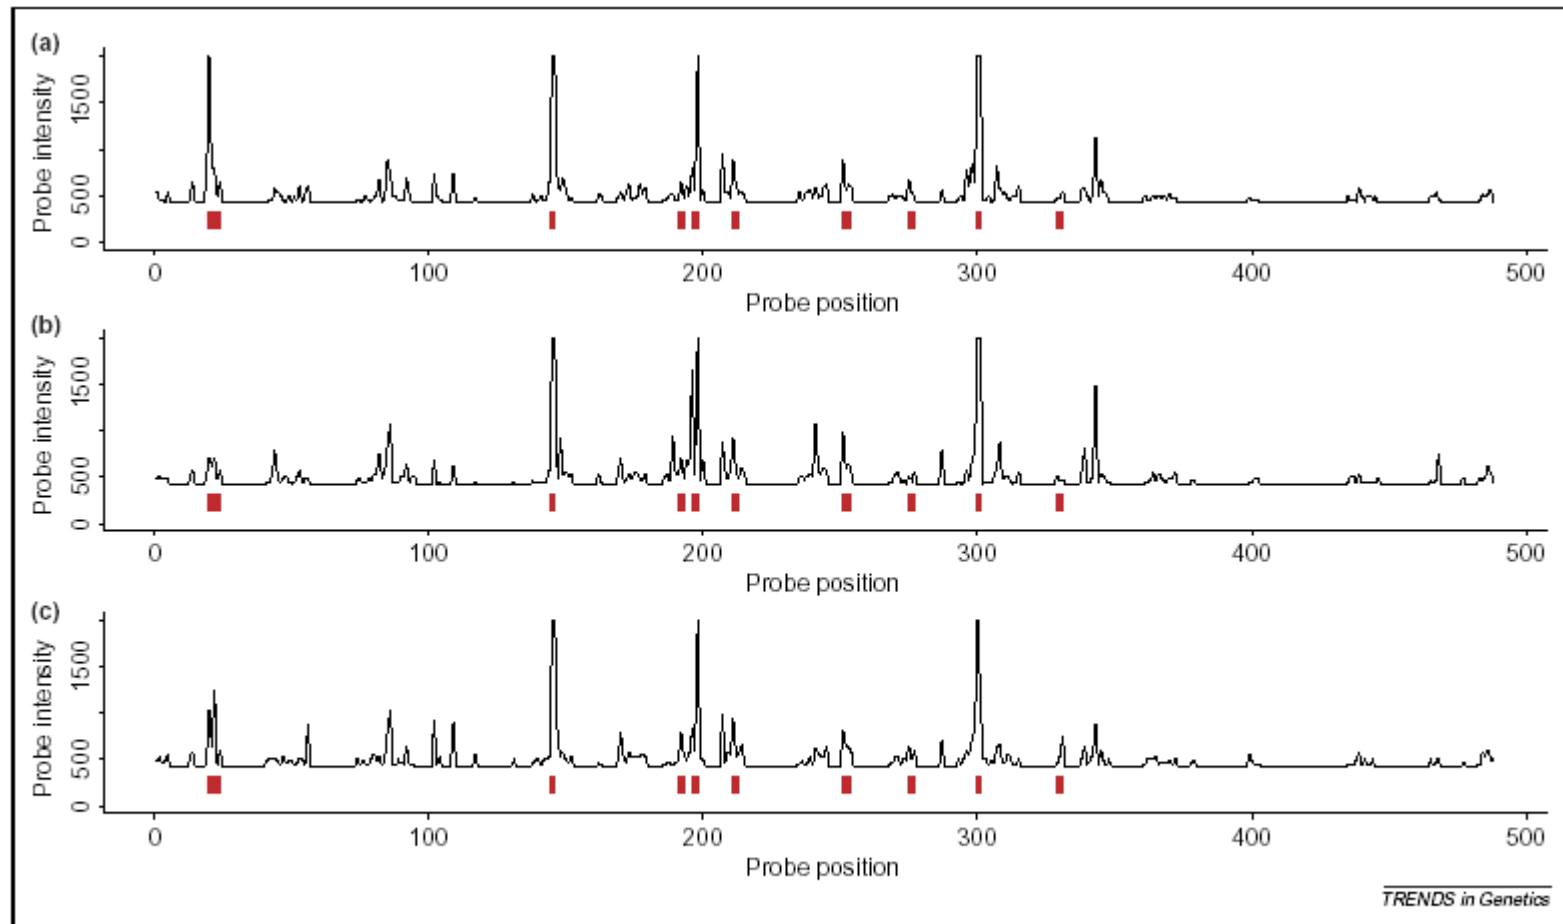 (a)
Probe intensity
1500
500
0
0 100 200 300 400 500
Probe position
(b)
Probe intensity
1500
500
0
0 100 200 300 400 500
Probe position
(c)
Probe intensity
1500
500
0
0 100 200 300 400 500
Probe position
TRENDS in Genetics